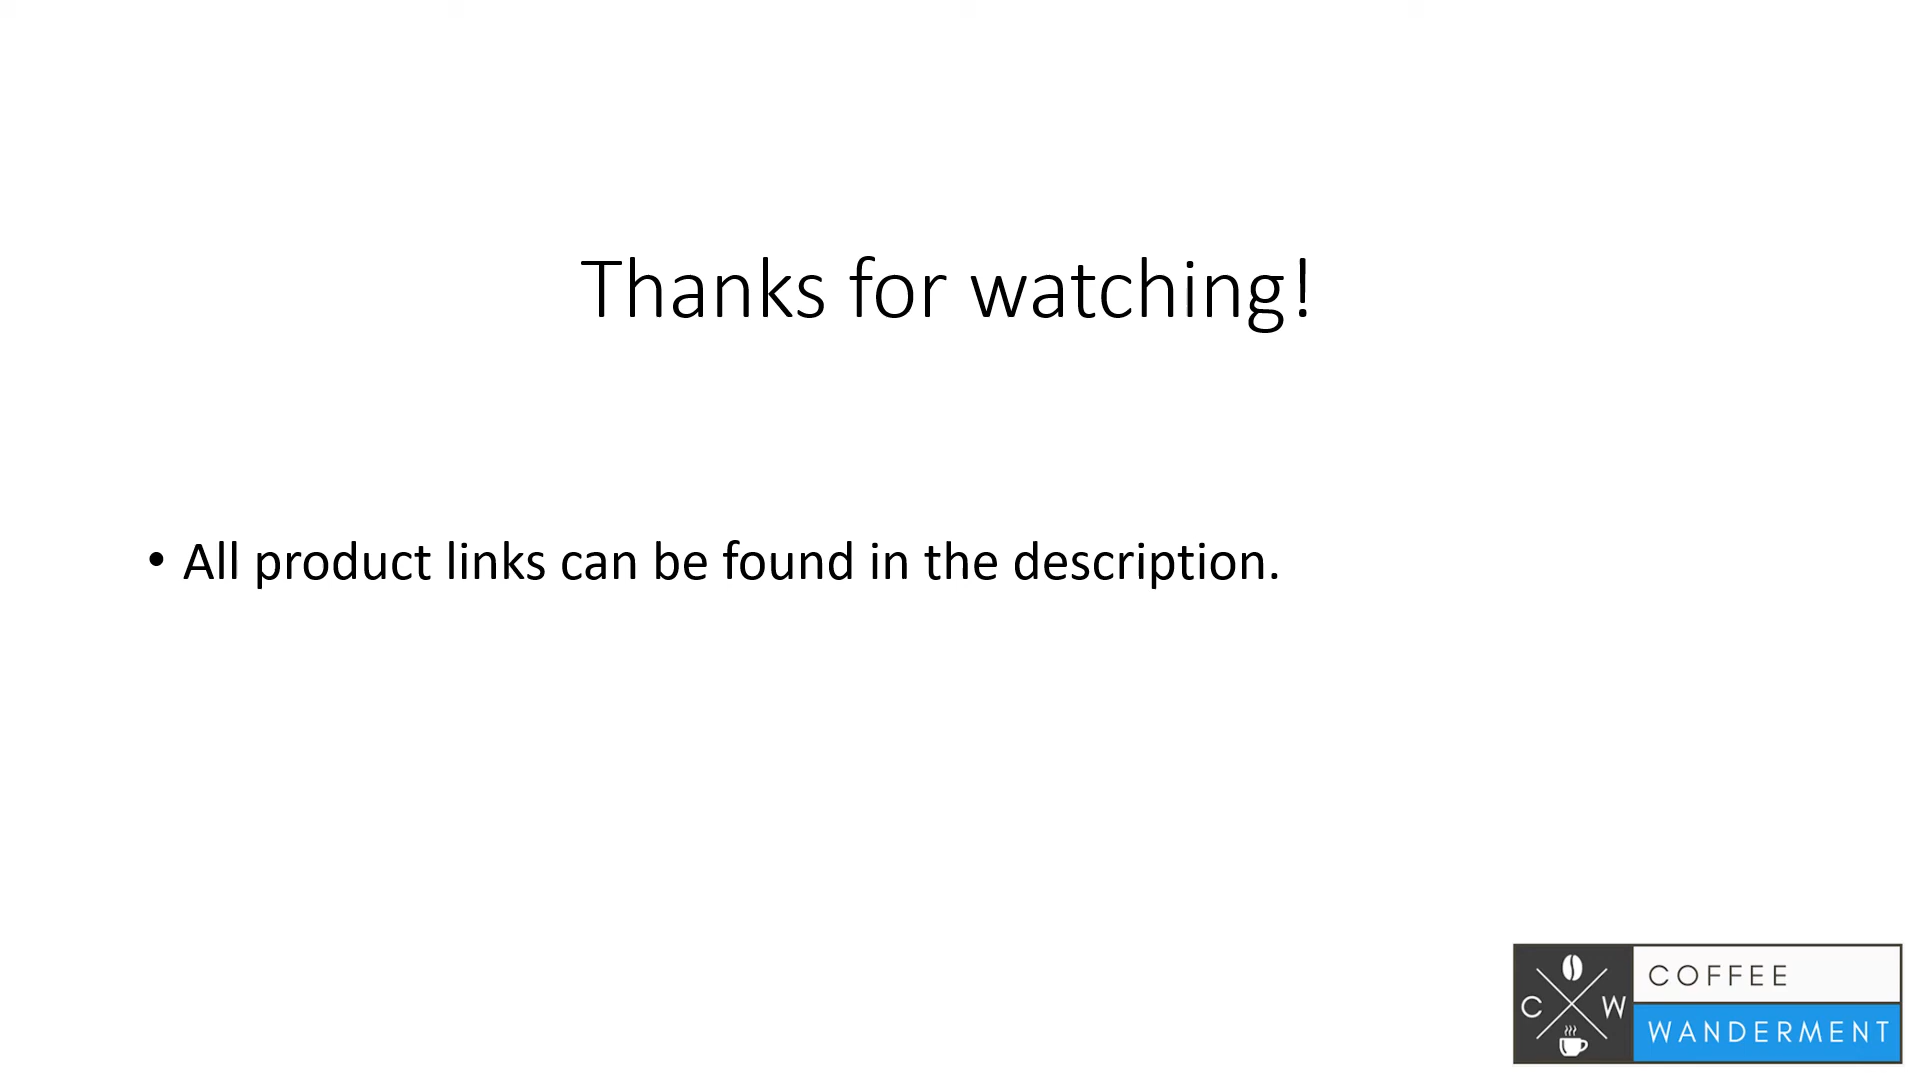 Thanks for watching!
• All product links can be found in the description.
C W
COFFEE
WANDERMENT